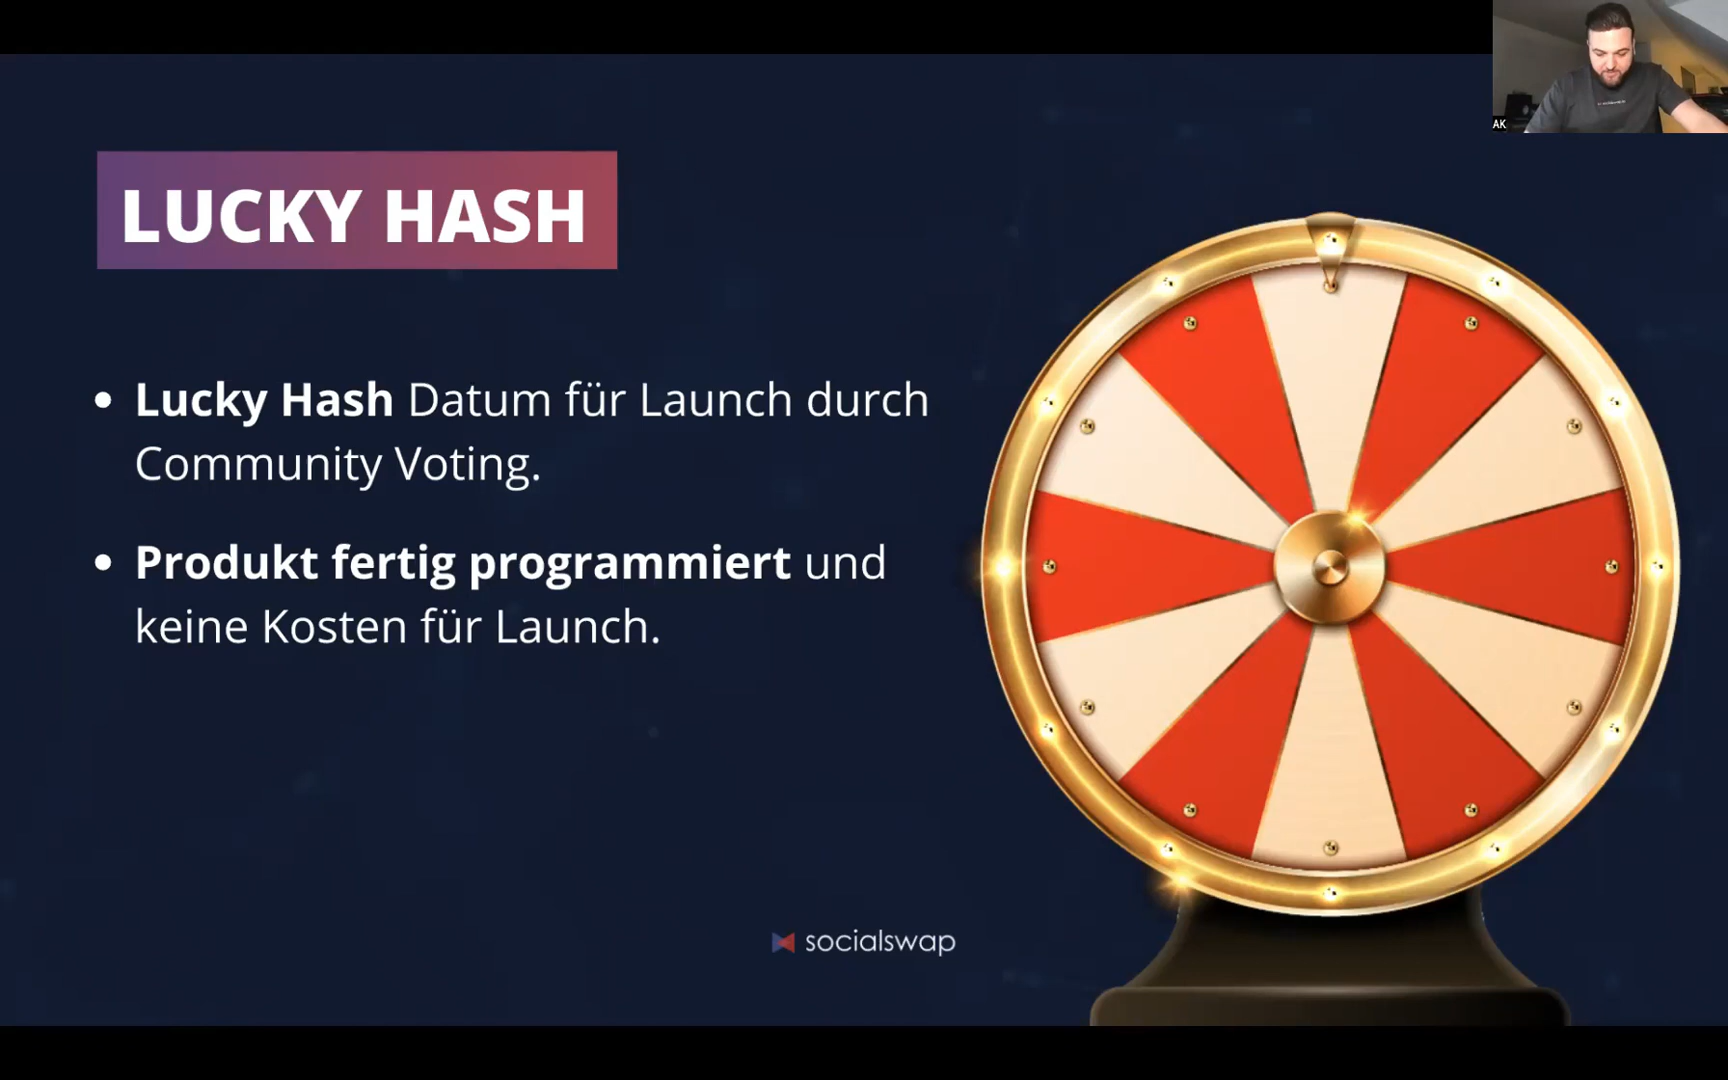 AK
LUCKY HASH
• Lucky Hash Datum für Launch durch
Community Voting.
• Produkt fertig programmiert und
keine Kosten für Launch.
socialswap